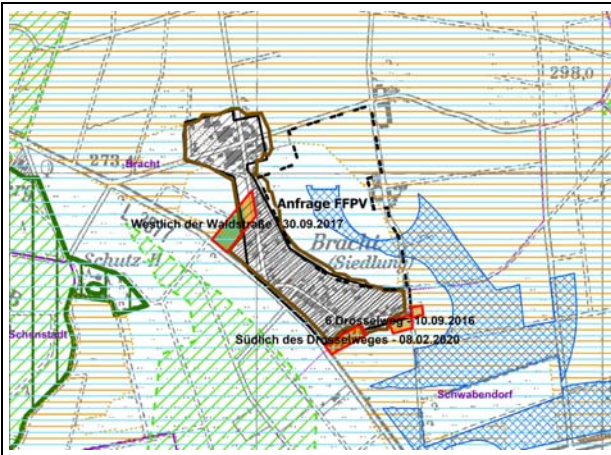 298,0
273,
Bracht
Anfrage FFPV
Westlich der Waldstraße - 30.09.2017
Bracht
(Siedlung)
Schutz H
Schönstadt
6 Drosselweg - 10.09.2016
Südlich des Drosselweges - 08.02.2020
Schwabendorf